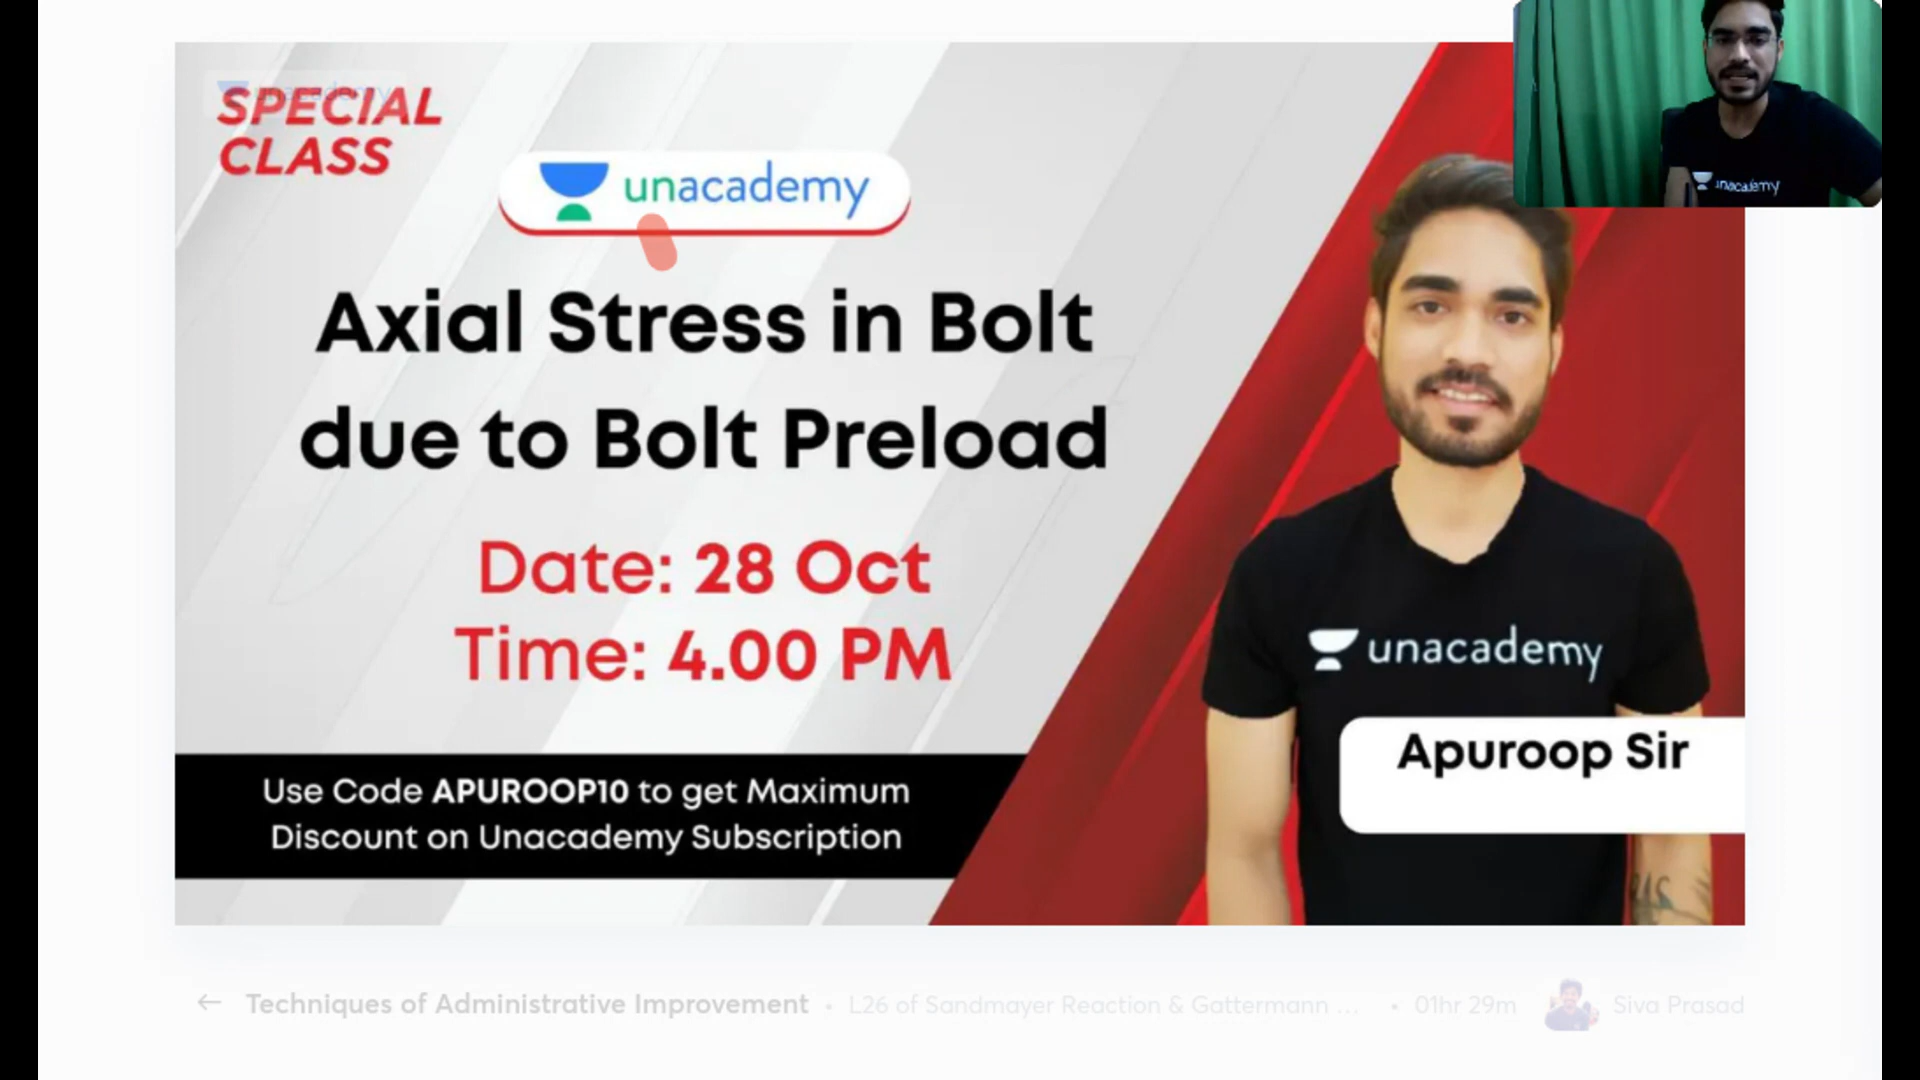 unacademy
SPECIAL
CLASS
unacademy
Axial Stress in Bolt
due to Bolt Preload
Date: 28 Oct
Time: 4.00 PM
Use Code APUROOP10 to get Maximum
Discount on Unacademy Subscription
unacademy
Apuroop Sir
unacademy
← Techniques of Administrative Improvement • L26 of Sandmayer Reaction & Gattermann ... • 01hr 29m Siva Prasad